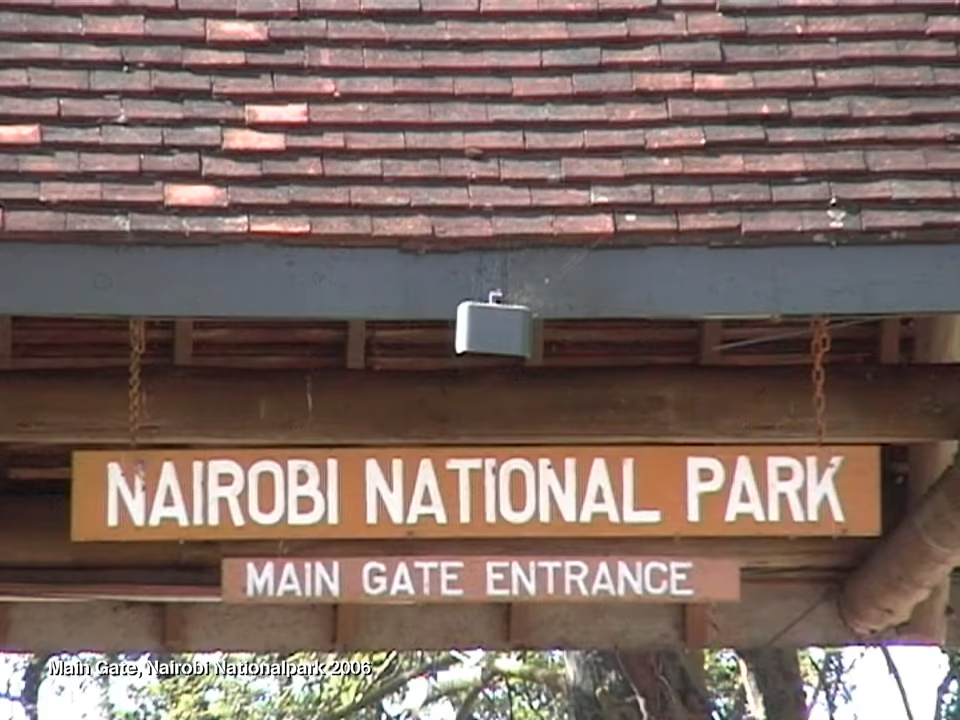 NAIROBI NATIONAL PARK
MAIN GATE ENTRANCE
Main Gate, Nairobi Nationalpark 2006